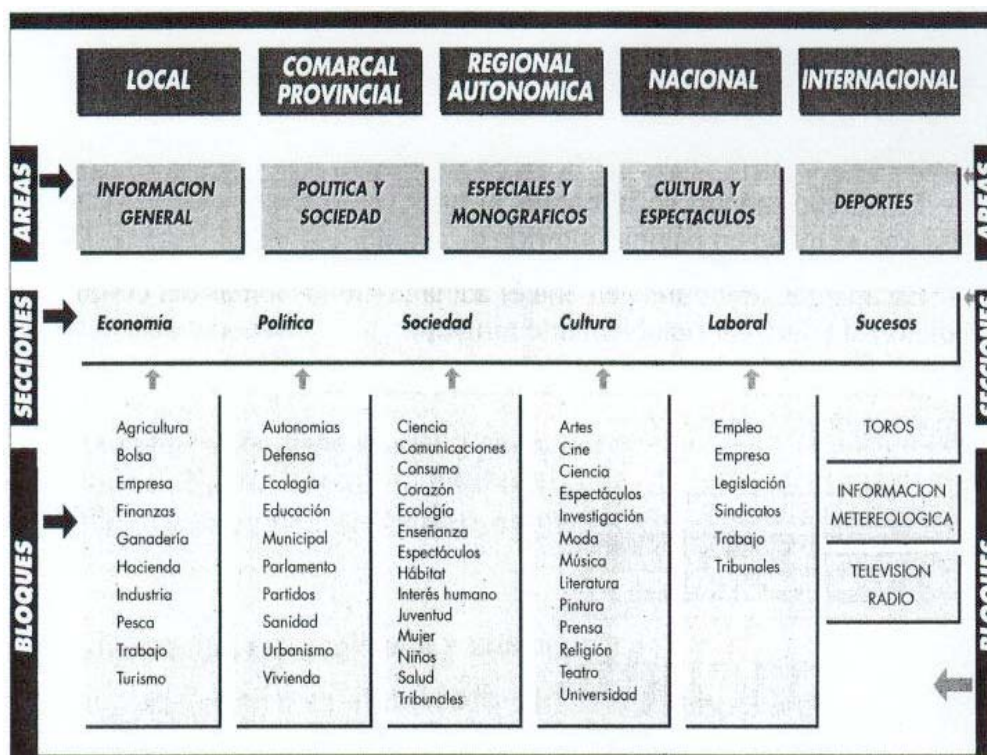 LOCAL
COMARCAL
PROVINCIAL
REGIONAL
AUTONOMICA
NACIONAL
INTERNACIONAL
AREAS
INFORMACION
GENERAL
POLITICA Y
SOCIEDAD
ESPECIALES Y
MONOGRAFICOS
CULTURA Y
ESPECTACULOS
DEPORTES
AREAS
SECCIONES
Economía
Política
Sociedad
Cultura
Laboral
Sucesos
SECCIONES
BLOQUES
Agricultura
Bolsa
Empresa
Finanzas
Ganadería
Hacienda
Industria
Pesca
Trabajo
Turismo
Autonomias
Defensa
Ecología
Educación
Municipal
Parlamento
Partidos
Sanidad
Urbanismo
Vivienda
Ciencia
Comunicaciones
Consumo
Corazón
Ecología
Enseñanza
Espectáculos
Hábitat
Interés humano
Juventud
Mujer
Niños
Salud
Tribunales
Artes
Cine
Ciencia
Espectáculos
Investigación
Moda
Música
Literatura
Pintura
Prensa
Religión
Teatro
Universidad
Empleo
Empresa
Legislación
Sindicatos
Trabajo
Tribunales
TOROS
INFORMACION
METEREOLOGICA
TELEVISION
RADIO
BLOQUES